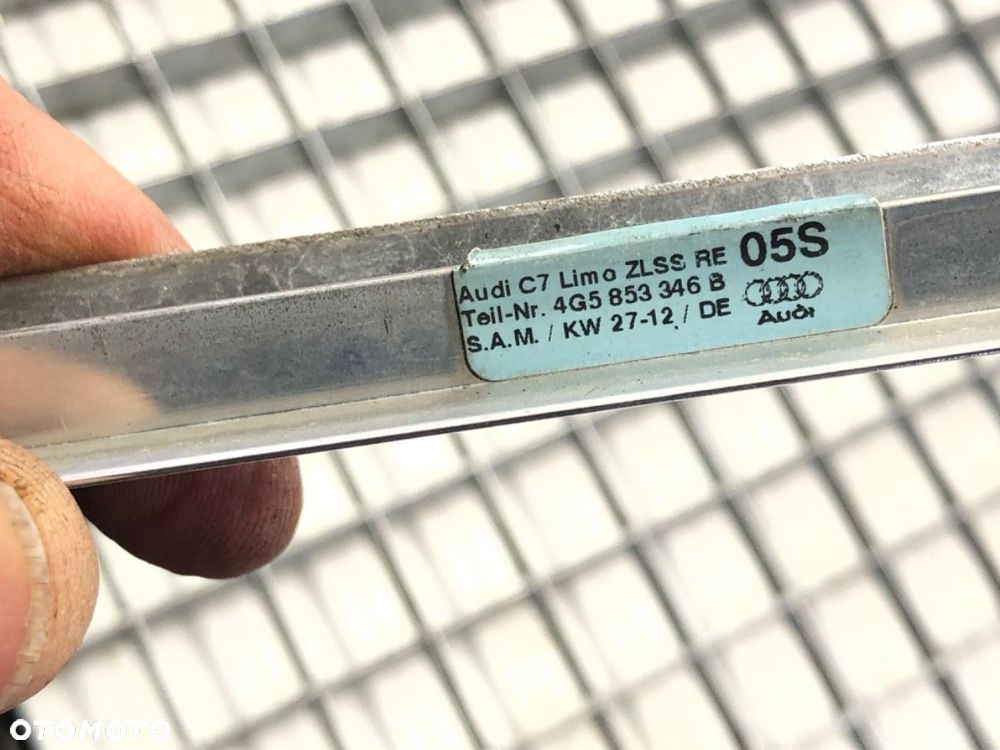 Audi C7 Limo ZLSS RE 05S
Teil-Nr. 4G5 853 346 B
S.A.M. / KW 27-12 / DE
Audi
OTOMOTO